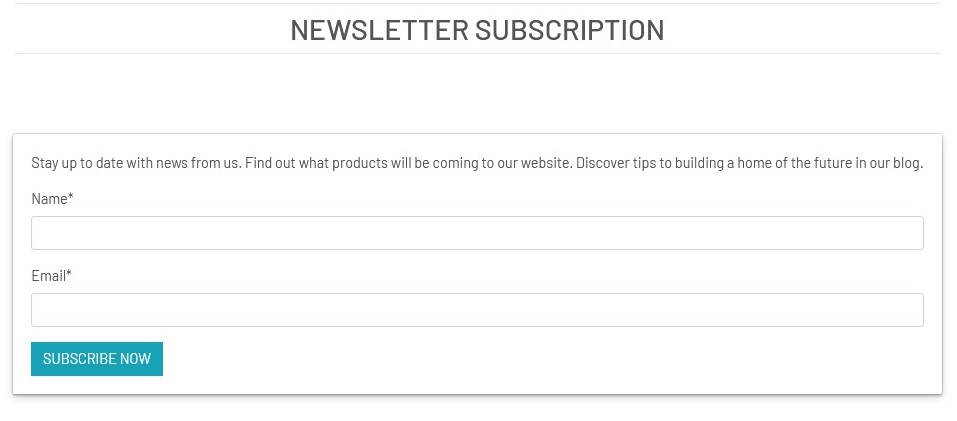 NEWSLETTER SUBSCRIPTION
Stay up to date with news from us. Find out what products will be coming to our website. Discover tips to building a home of the future in our blog.
Name*
Email*
SUBSCRIBE NOW